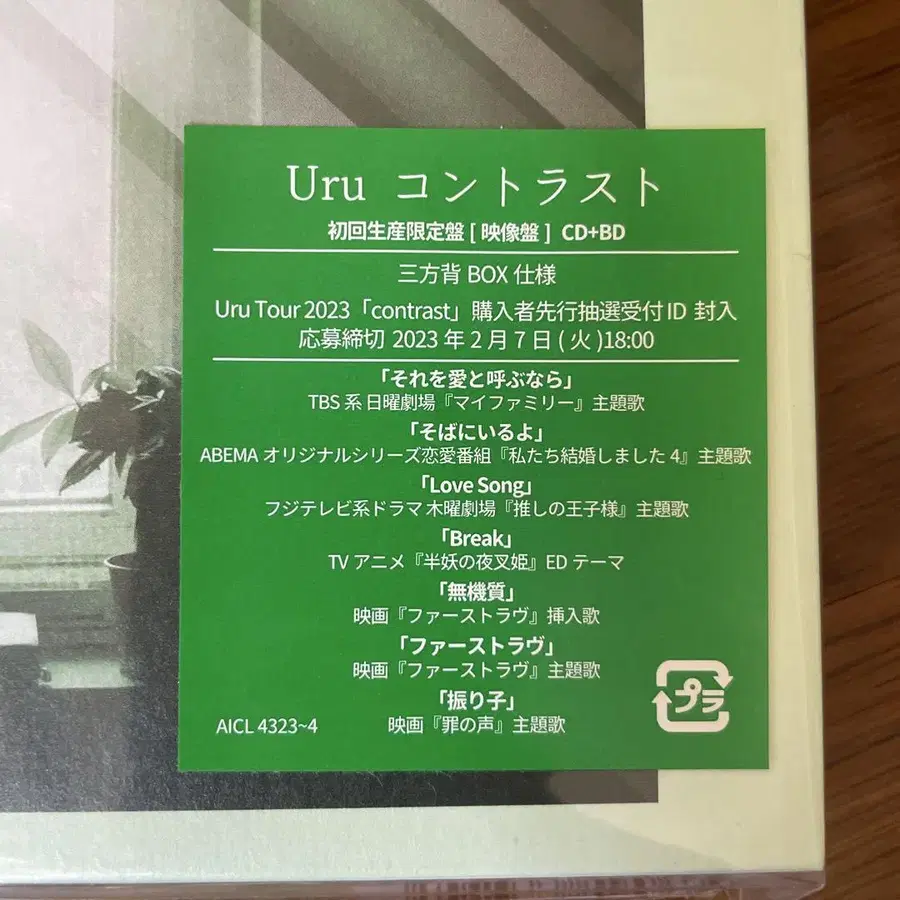 Uru コントラスト
初回生産限定盤 [ 映像盤 ] CD+BD
三方背 BOX 仕様
Uru Tour 2023「contrast」購入者先行抽選受付 ID 封入
応募締切 2023 年 2 月 7 日 ( 火 )18:00
「それを愛と呼ぶなら」
TBS 系 日曜劇場『マイファミリー』主題歌
「そばにいるよ」
ABEMA オリジナルシリーズ恋愛番組『私たち結婚しました 4』主題歌
「Love Song」
フジテレビ系ドラマ 木曜劇場『推しの王子様』主題歌
「Break」
TV アニメ『半妖の夜叉姫』ED テーマ
「無機質」
映画『ファーストラヴ』挿入歌
「ファーストラヴ」
映画『ファーストラヴ』主題歌
「振り子」
映画『罪の声』主題歌
AICL 4323~4
プラ